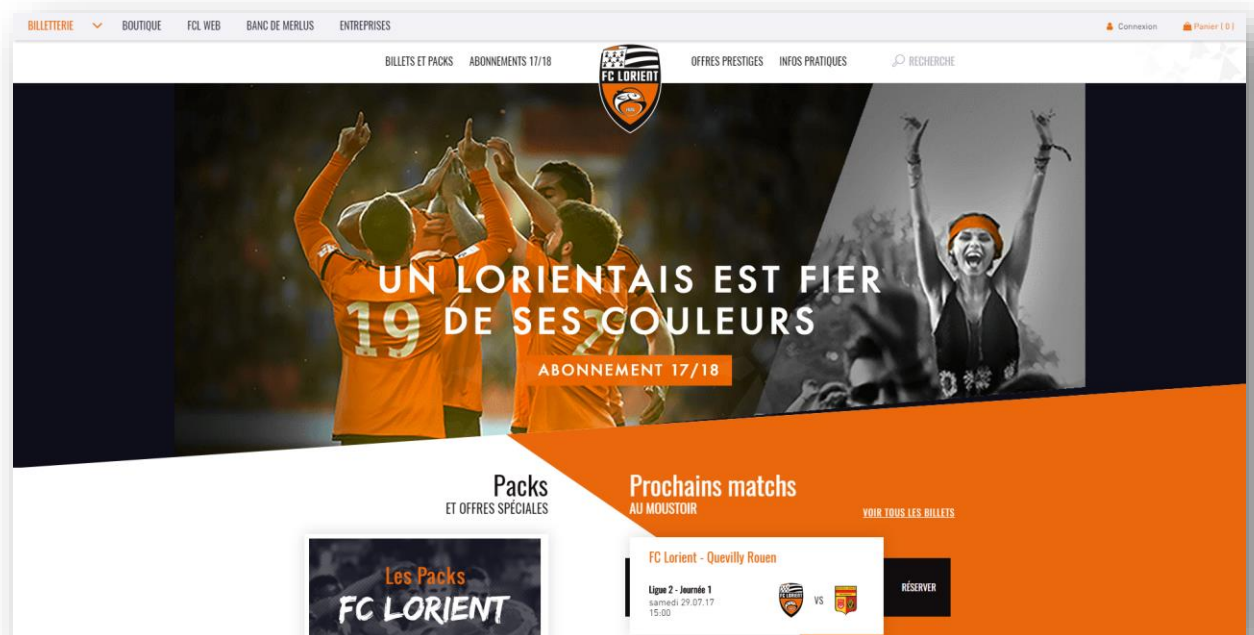 BILLETTERIE BOUTIQUE FCL WEB BANC DE MERLUS ENTREPRISES Connexion Panier ( 0 )
BILLETS ET PACKS ABONNEMENTS 17/18 OFFRES PRESTIGES INFOS PRATIQUES RECHERCHE
FC LORIENT
19
UN LORIENTAIS EST FIER
DE SES COULEURS
ABONNEMENT 17/18
Packs
ET OFFRES SPÉCIALES
Prochains matchs
AU MOUSTOIR
VOIR TOUS LES BILLETS
Les Packs
FC LORIENT
FC Lorient - Quevilly Rouen
Ligue 2 - Journée 1
samedi 29.07.17
15:00
FC LORIENT
VS
RÉSERVER